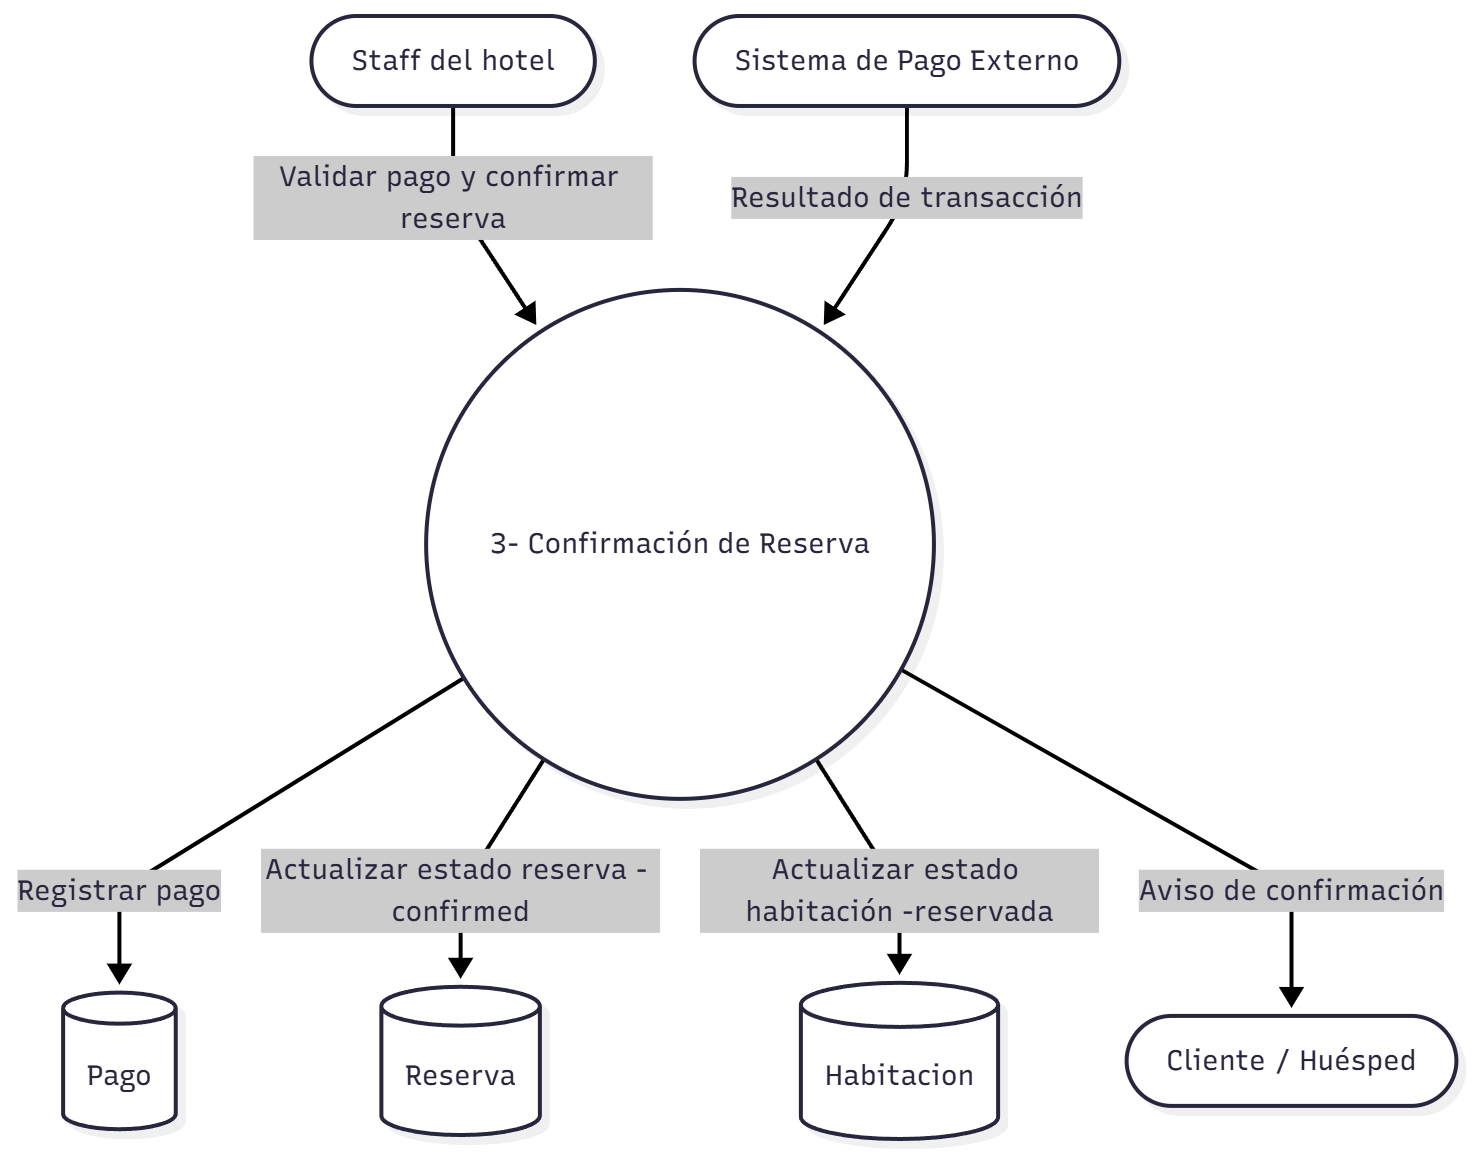 Staff del hotel
Sistema de Pago Externo
Validar pago y confirmar
reserva
Resultado de transacción
3- Confirmación de Reserva
Registrar pago
Actualizar estado reserva -
confirmed
Actualizar estado
habitación -reservada
Aviso de confirmación
Pago
Reserva
Habitacion
Cliente / Huésped